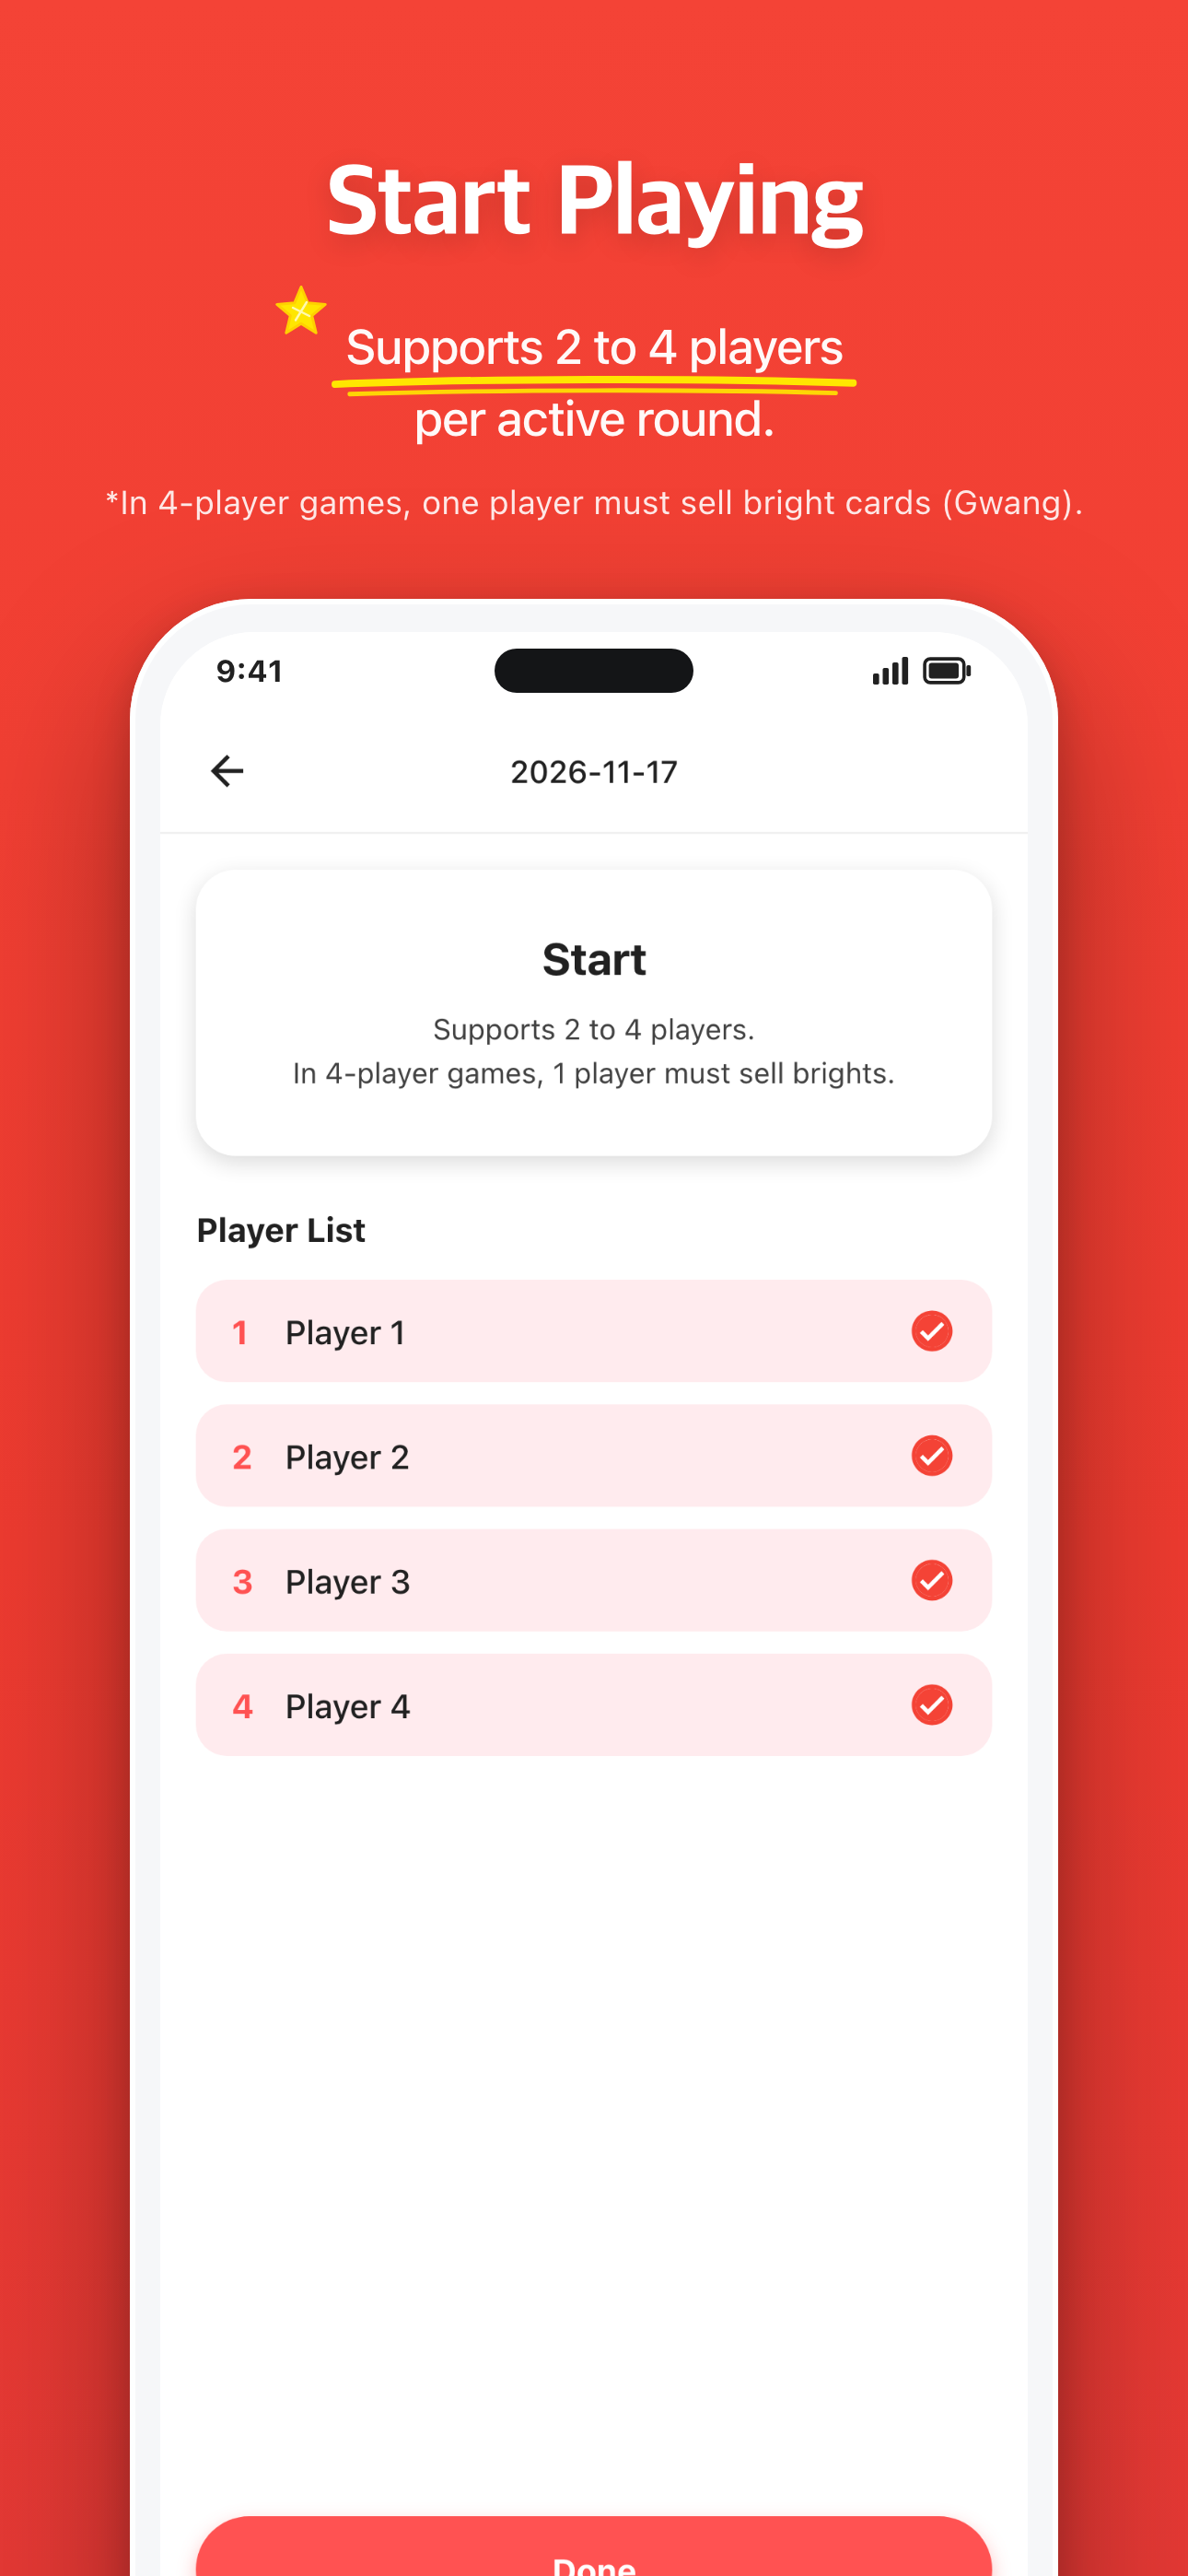 Start Playing
Supports 2 to 4 players
per active round.
*In 4-player games, one player must sell bright cards (Gwang).
9:41
2026-11-17
Start
Supports 2 to 4 players.
In 4-player games, 1 player must sell brights.
Player List
1 Player 1
2 Player 2
3 Player 3
4 Player 4
Done